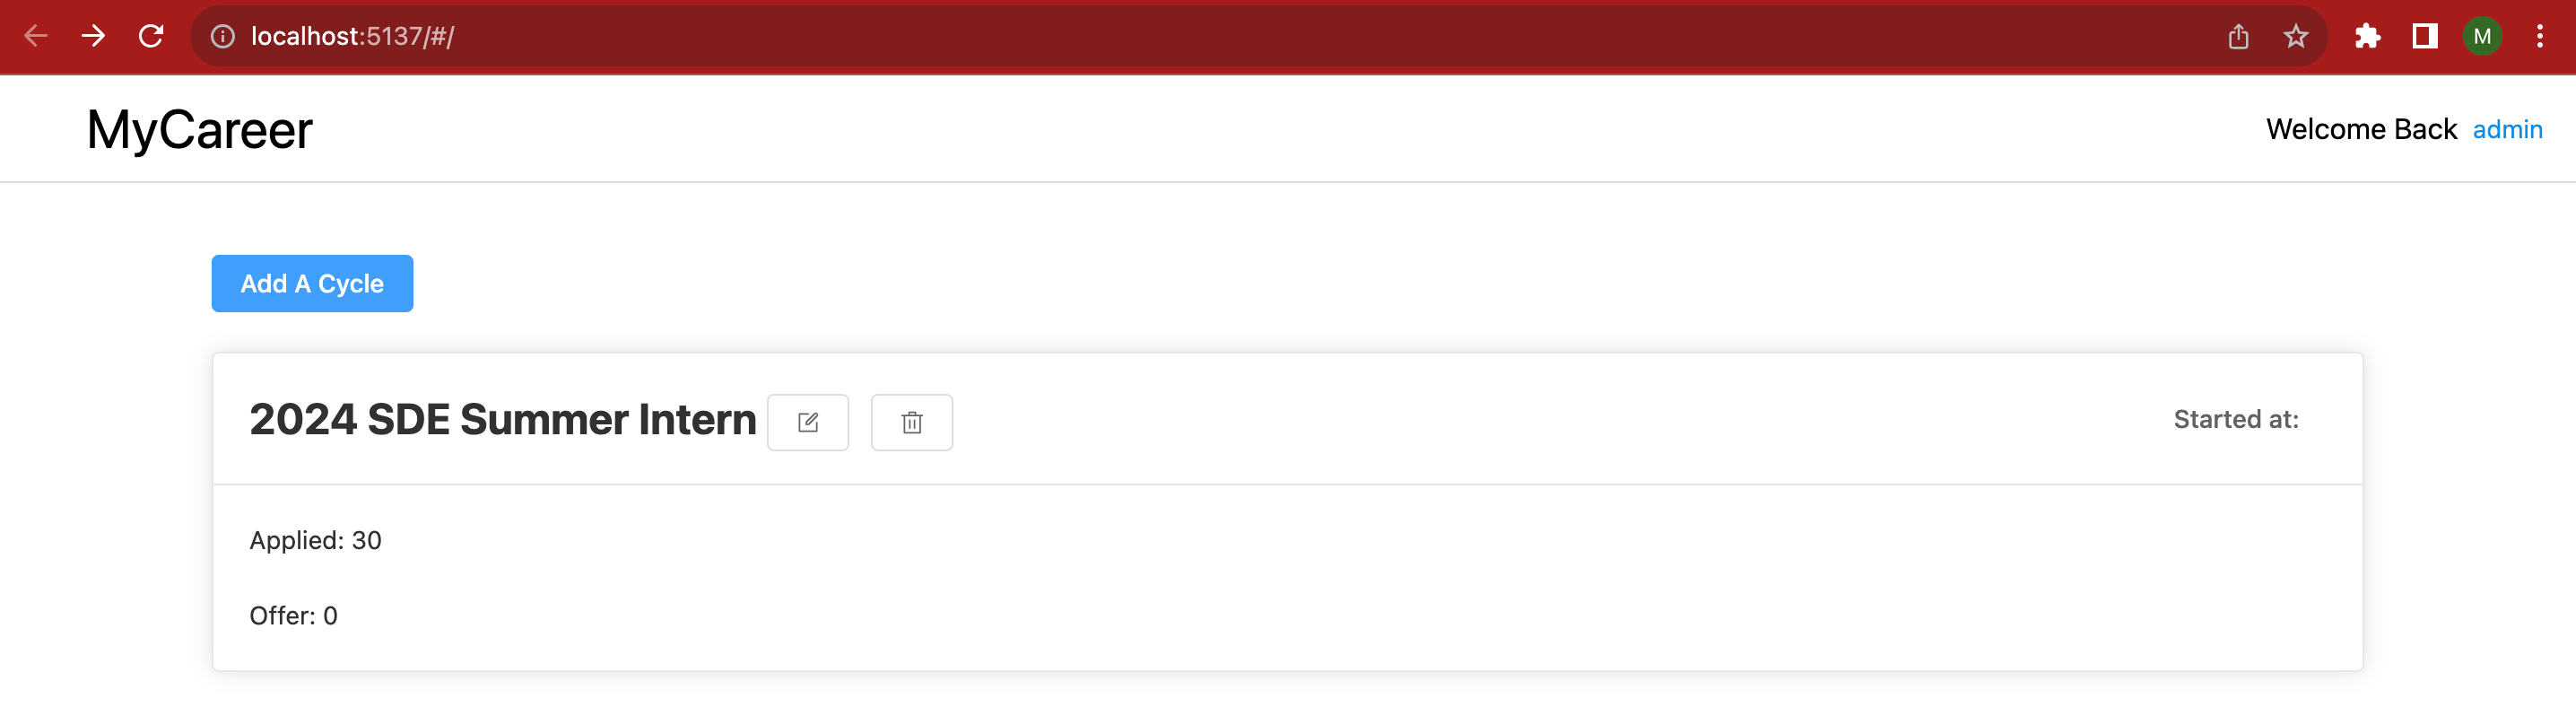 localhost:5137/#/
M
MyCareer
Welcome Back admin
Add A Cycle
2024 SDE Summer Intern
Started at:
Applied: 30
Offer: 0